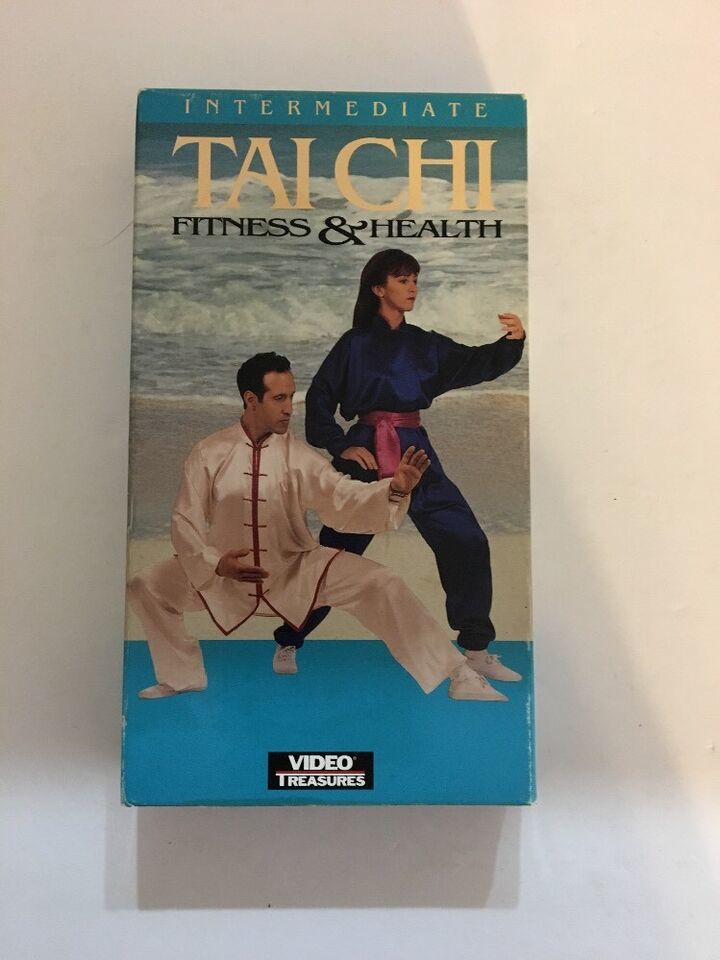 INTERMEDIATE
TAI CHI
FITNESS & HEALTH
VIDEO
TREASURES